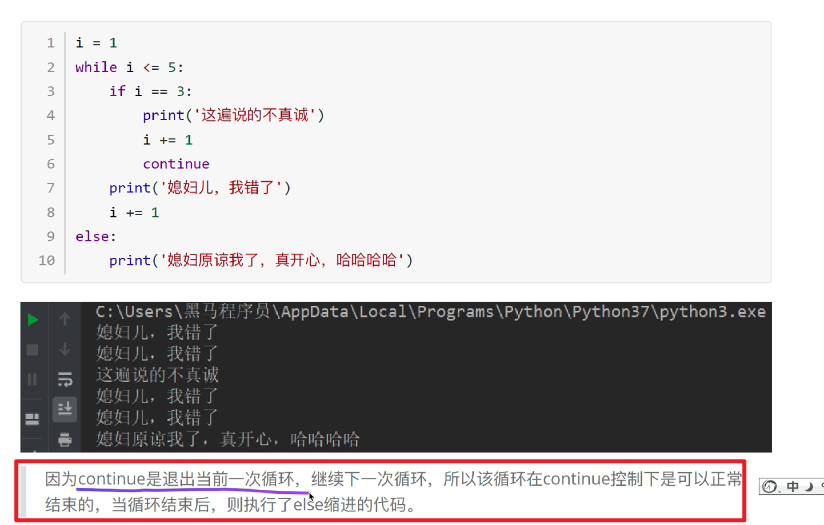 1 i = 1
2 while i <= 5:
3 if i == 3:
4 print('这遍说的不真诚')
5 i += 1
6 continue
7 print('媳妇儿，我错了')
8 i += 1
9 else:
10 print('媳妇原谅我了，真开心，哈哈哈哈')
C:\Users\黑马程序员\AppData\Local\Programs\Python\Python37\python3.exe
媳妇儿，我错了
媳妇儿，我错了
这遍说的不真诚
媳妇儿，我错了
媳妇儿，我错了
媳妇原谅我了，真开心，哈哈哈哈
因为continue是退出当前一次循环，继续下一次循环，所以该循环在continue控制下是可以正常
结束的，当循环结束后，则执行了else缩进的代码。
中